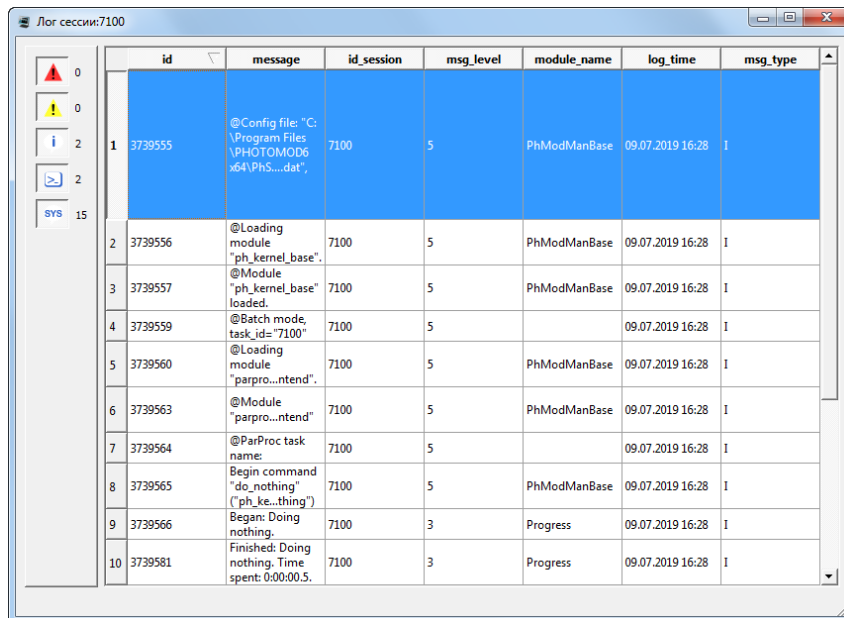 Лог сессии:7100
0
0
2
2
SYS 15
id message id_session msg_level module_name log_time msg_type
1 3739555 @Config file: "C:
\Program Files
\PHOTOMOD6
x64\PhS....dat", 7100 5 PhModManBase 09.07.2019 16:28 I
2 3739556 @Loading
module
"ph_kernel_base". 7100 5 PhModManBase 09.07.2019 16:28 I
3 3739557 @Module
"ph_kernel_base"
loaded. 7100 5 PhModManBase 09.07.2019 16:28 I
4 3739559 @Batch mode,
task_id="7100" 7100 5 09.07.2019 16:28 I
5 3739560 @Loading
module
"parpro...ntend". 7100 5 PhModManBase 09.07.2019 16:28 I
6 3739563 @Module
"parpro...ntend" 7100 5 PhModManBase 09.07.2019 16:28 I
7 3739564 @ParProc task
name: 7100 5 09.07.2019 16:28 I
8 3739565 Begin command
"do_nothing"
("ph_ke...thing") 7100 5 PhModManBase 09.07.2019 16:28 I
9 3739566 Began: Doing
nothing. 7100 3 Progress 09.07.2019 16:28 I
10 3739581 Finished: Doing
nothing. Time
spent: 0:00:00.5. 7100 3 Progress 09.07.2019 16:28 I